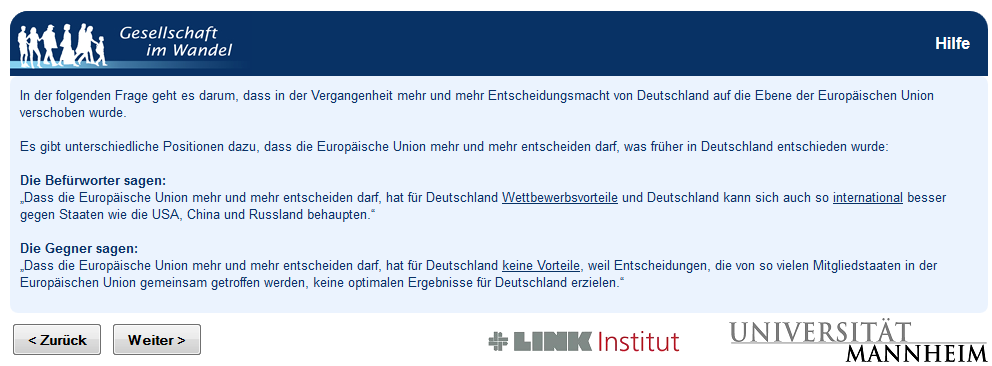 Gesellschaft
im Wandel
Hilfe
In der folgenden Frage geht es darum, dass in der Vergangenheit mehr und mehr Entscheidungsmacht von Deutschland auf die Ebene der Europäischen Union
verschoben wurde.
Es gibt unterschiedliche Positionen dazu, dass die Europäische Union mehr und mehr entscheiden darf, was früher in Deutschland entschieden wurde:
Die Befürworter sagen:
„Dass die Europäische Union mehr und mehr entscheiden darf, hat für Deutschland Wettbewerbsvorteile und Deutschland kann sich auch so international besser
gegen Staaten wie die USA, China und Russland behaupten.“
Die Gegner sagen:
„Dass die Europäische Union mehr und mehr entscheiden darf, hat für Deutschland keine Vorteile, weil Entscheidungen, die von so vielen Mitgliedstaaten in der
Europäischen Union gemeinsam getroffen werden, keine optimalen Ergebnisse für Deutschland erzielen.“
< Zurück
Weiter >
LINK Institut
UNIVERSITÄT
MANNHEIM